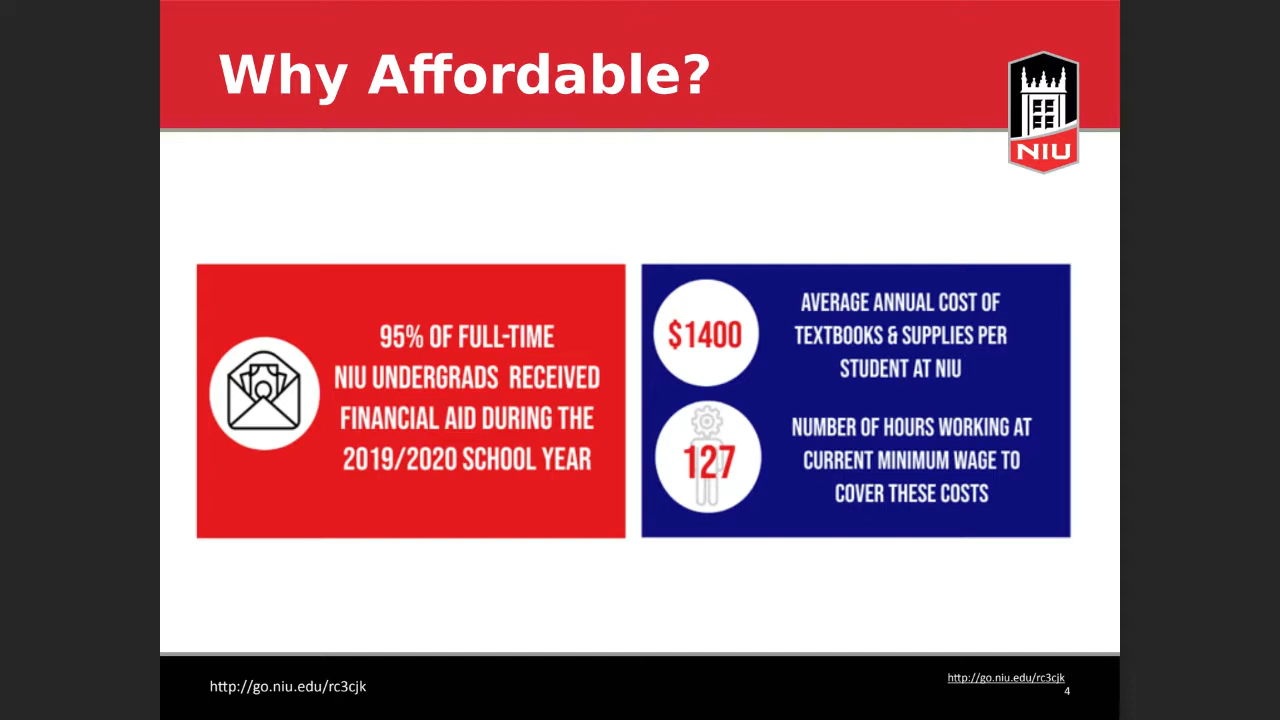 Why Affordable?
NIU
95% OF FULL-TIME
NIU UNDERGRADS RECEIVED
FINANCIAL AID DURING THE
2019/2020 SCHOOL YEAR
$1400
AVERAGE ANNUAL COST OF
TEXTBOOKS & SUPPLIES PER
STUDENT AT NIU
127
NUMBER OF HOURS WORKING AT
CURRENT MINIMUM WAGE TO
COVER THESE COSTS
http://go.niu.edu/rc3cjk
http://go.niu.edu/rc3cjk
4